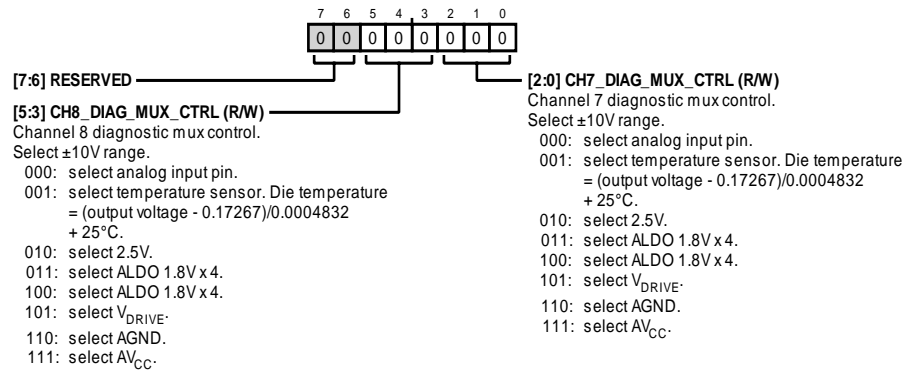 7 6 5 4 3 2 1 0
0 0 0 0 0 0 0 0
[7:6] RESERVED
[5:3] CH8_DIAG_MUX_CTRL (R/W)
Channel 8 diagnostic mux control.
Select ±10V range.
000: select analog input pin.
001: select temperature sensor. Die temperature
= (output voltage - 0.17267)/0.0004832
+ 25°C.
010: select 2.5V.
011: select ALDO 1.8V x 4.
100: select ALDO 1.8V x 4.
101: select VDRIVE.
110: select AGND.
111: select AVCC.
[2:0] CH7_DIAG_MUX_CTRL (R/W)
Channel 7 diagnostic mux control.
Select ±10V range.
000: select analog input pin.
001: select temperature sensor. Die temperature
= (output voltage - 0.17267)/0.0004832
+ 25°C.
010: select 2.5V.
011: select ALDO 1.8V x 4.
100: select ALDO 1.8V x 4.
101: select VDRIVE.
110: select AGND.
111: select AVCC.